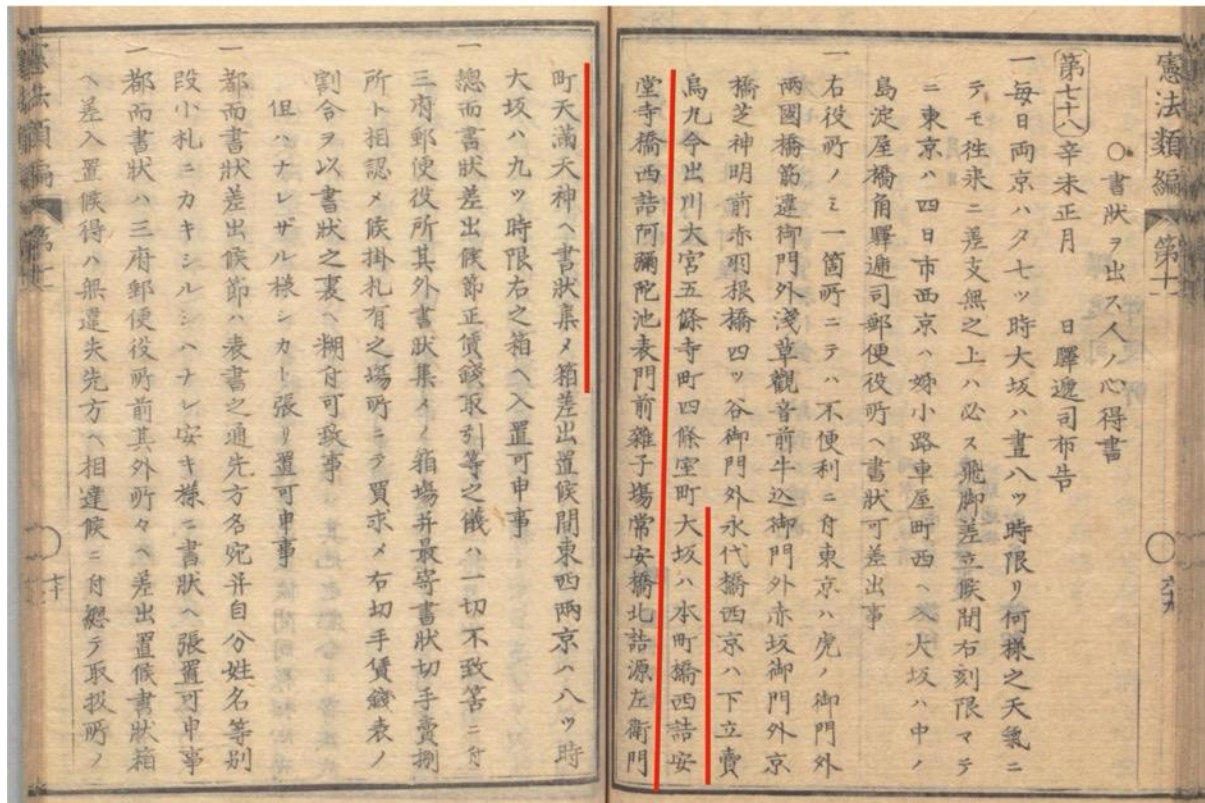 憲法類編 第十一
○書狀ヲ出ス人ノ心得書
第七十八 辛未正月 日驛遞司布告
一每日両京ハタ七ツ時大坂ハ晝八ツ時限リ何樣之天氣ニ
テモ徃來ニ差支無之上ハ必ス飛脚差立候間右刻限マテ
ニ東京ハ四日市西京ハ姉小路車屋町西ヘ入大坂ハ中ノ
島淀屋橋角驛遞司郵便役所ヘ書狀可差出事
一右役所ノミ一箇所ニテハ不便利ニ付東京ハ虎ノ御門外
兩國橋筋違御門外淺草觀音前牛込御門外赤坂御門外京
橋芝神明前赤羽根橋四ツ谷御門外永代橋西京ハ下立賣
烏丸今出川大宮五條寺町四條室町大坂ハ本町橋西詰安
堂寺橋西詰阿彌陀池表門前雜子塲常安橋北詰源左衛門
町天滿天神ヘ書狀集メ箱差出置候間東西兩京ハ八ツ時
大坂ハ九ツ時限右之箱ヘ入置可申事
一總而書狀差出候節正賃錢取引等之儀ハ一切不致筈ニ付
三府郵便役所其外書狀集メノ箱塲并最寄書狀切手賣捌
所ト相認メ候掛札有之塲所ニテ買求メ右切手賃錢表ノ
割合ヲ以書狀之裏ヘ糊付可致事
但ハナレザル樣シカト張リ置可申事
一都而書狀差出候節ハ表書之通先方名宛并自分姓名等別
段小札ニカキシルシハナレ安キ樣ニ書狀ヘ張置可申事
一都而書狀ハ三府郵便役所前其外所々ヘ差出置候書狀箱
ヘ差入置候得ハ無違失先方ヘ相達候ニ付總テ取扱所ノ